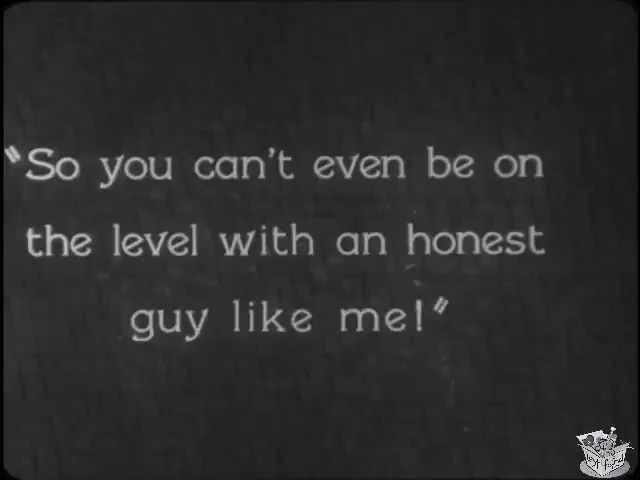 "So you can't even be on
the level with an honest
guy like me!"